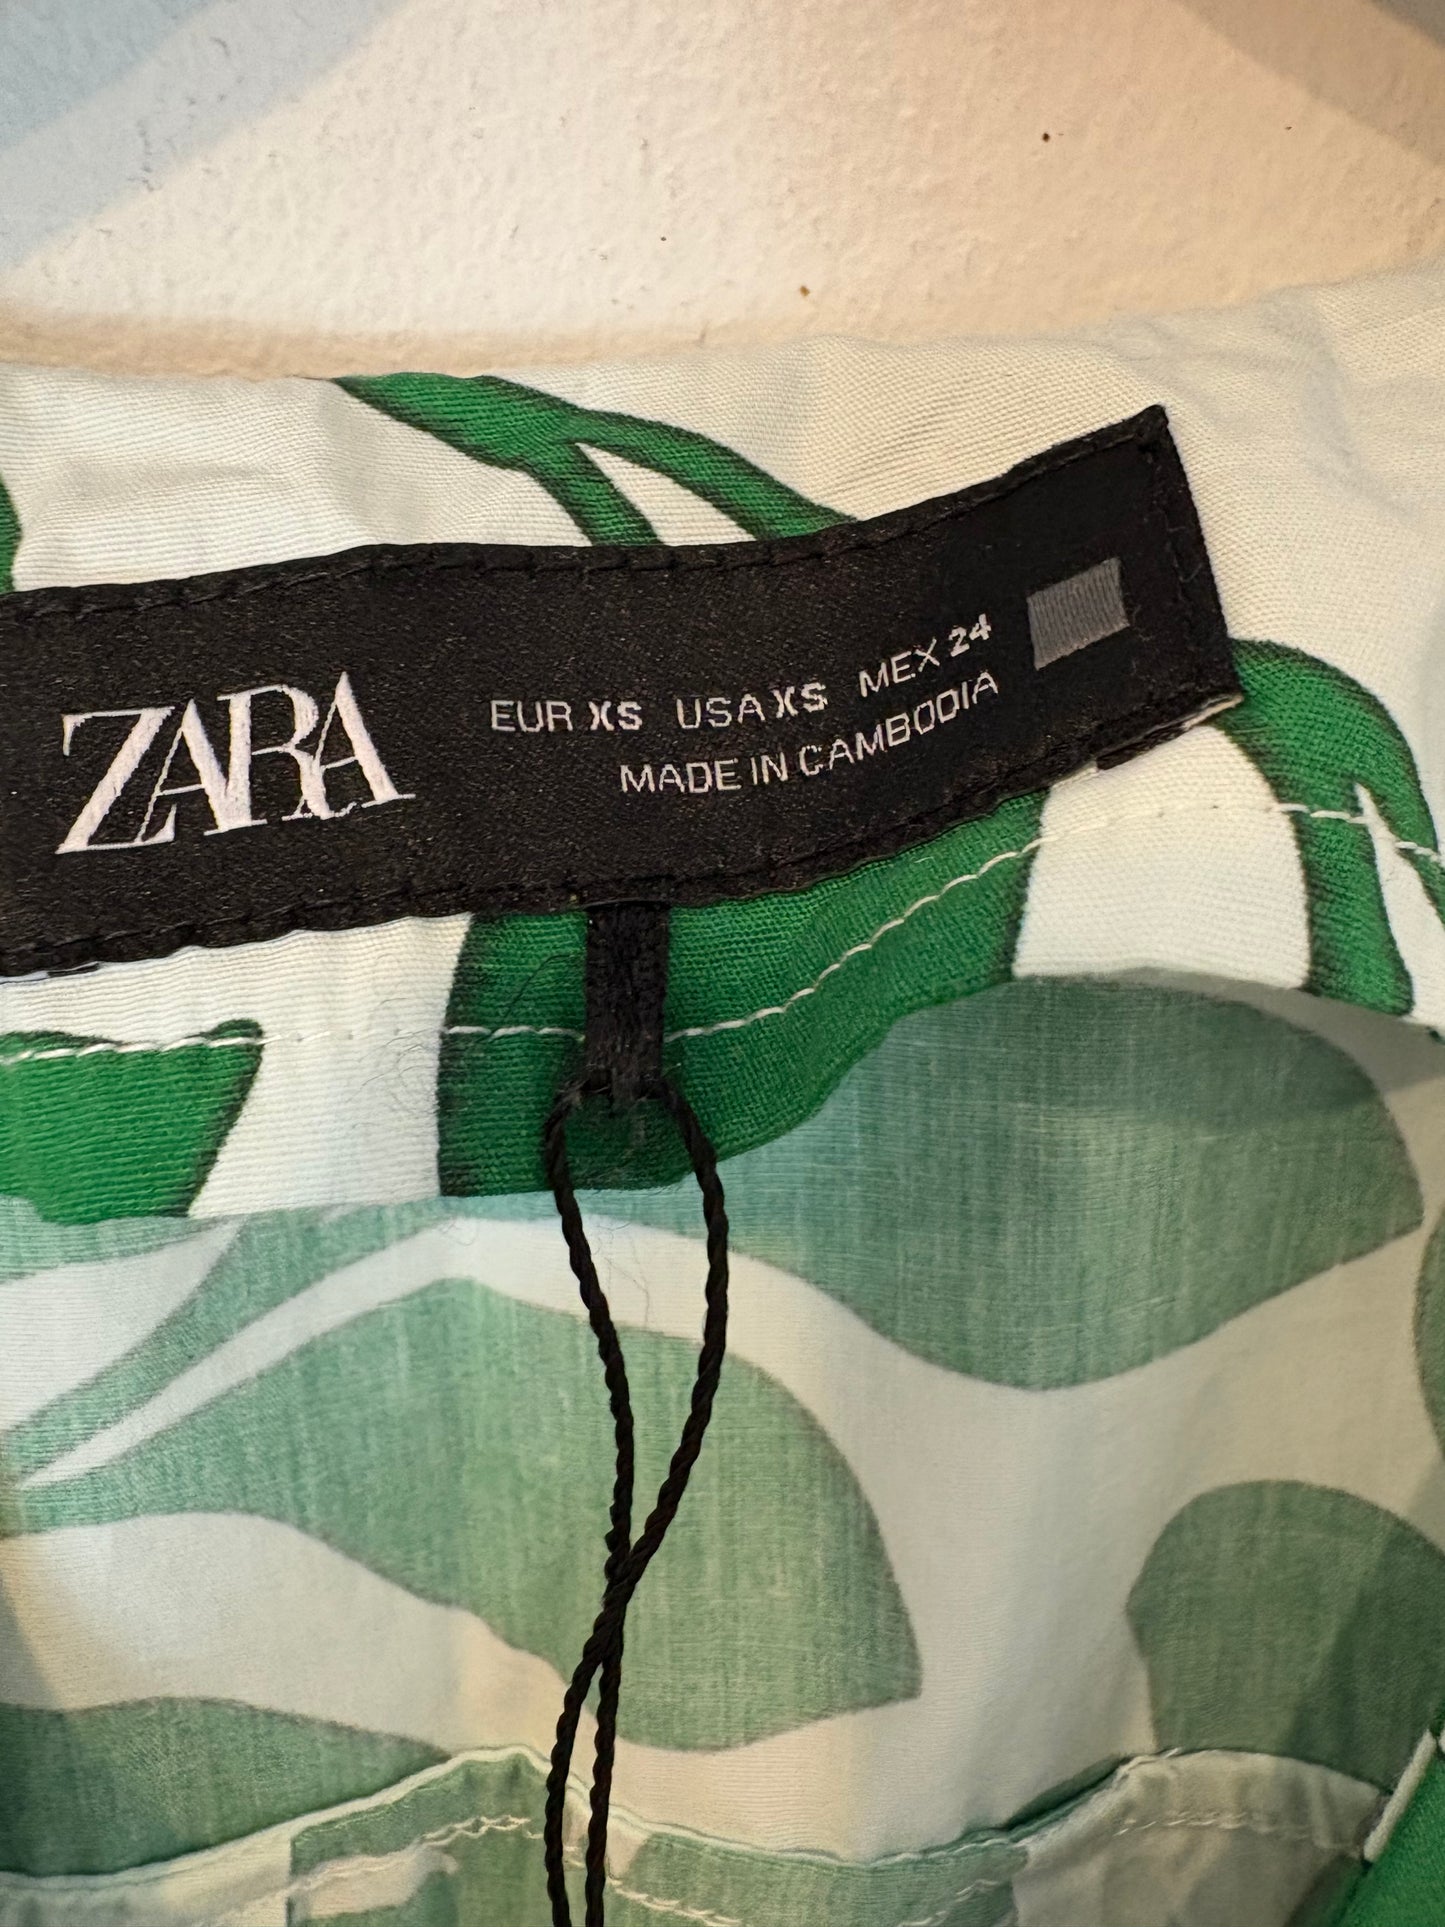 ZARA
EUR XS USA XS MEX 24
MADE IN CAMBODIA